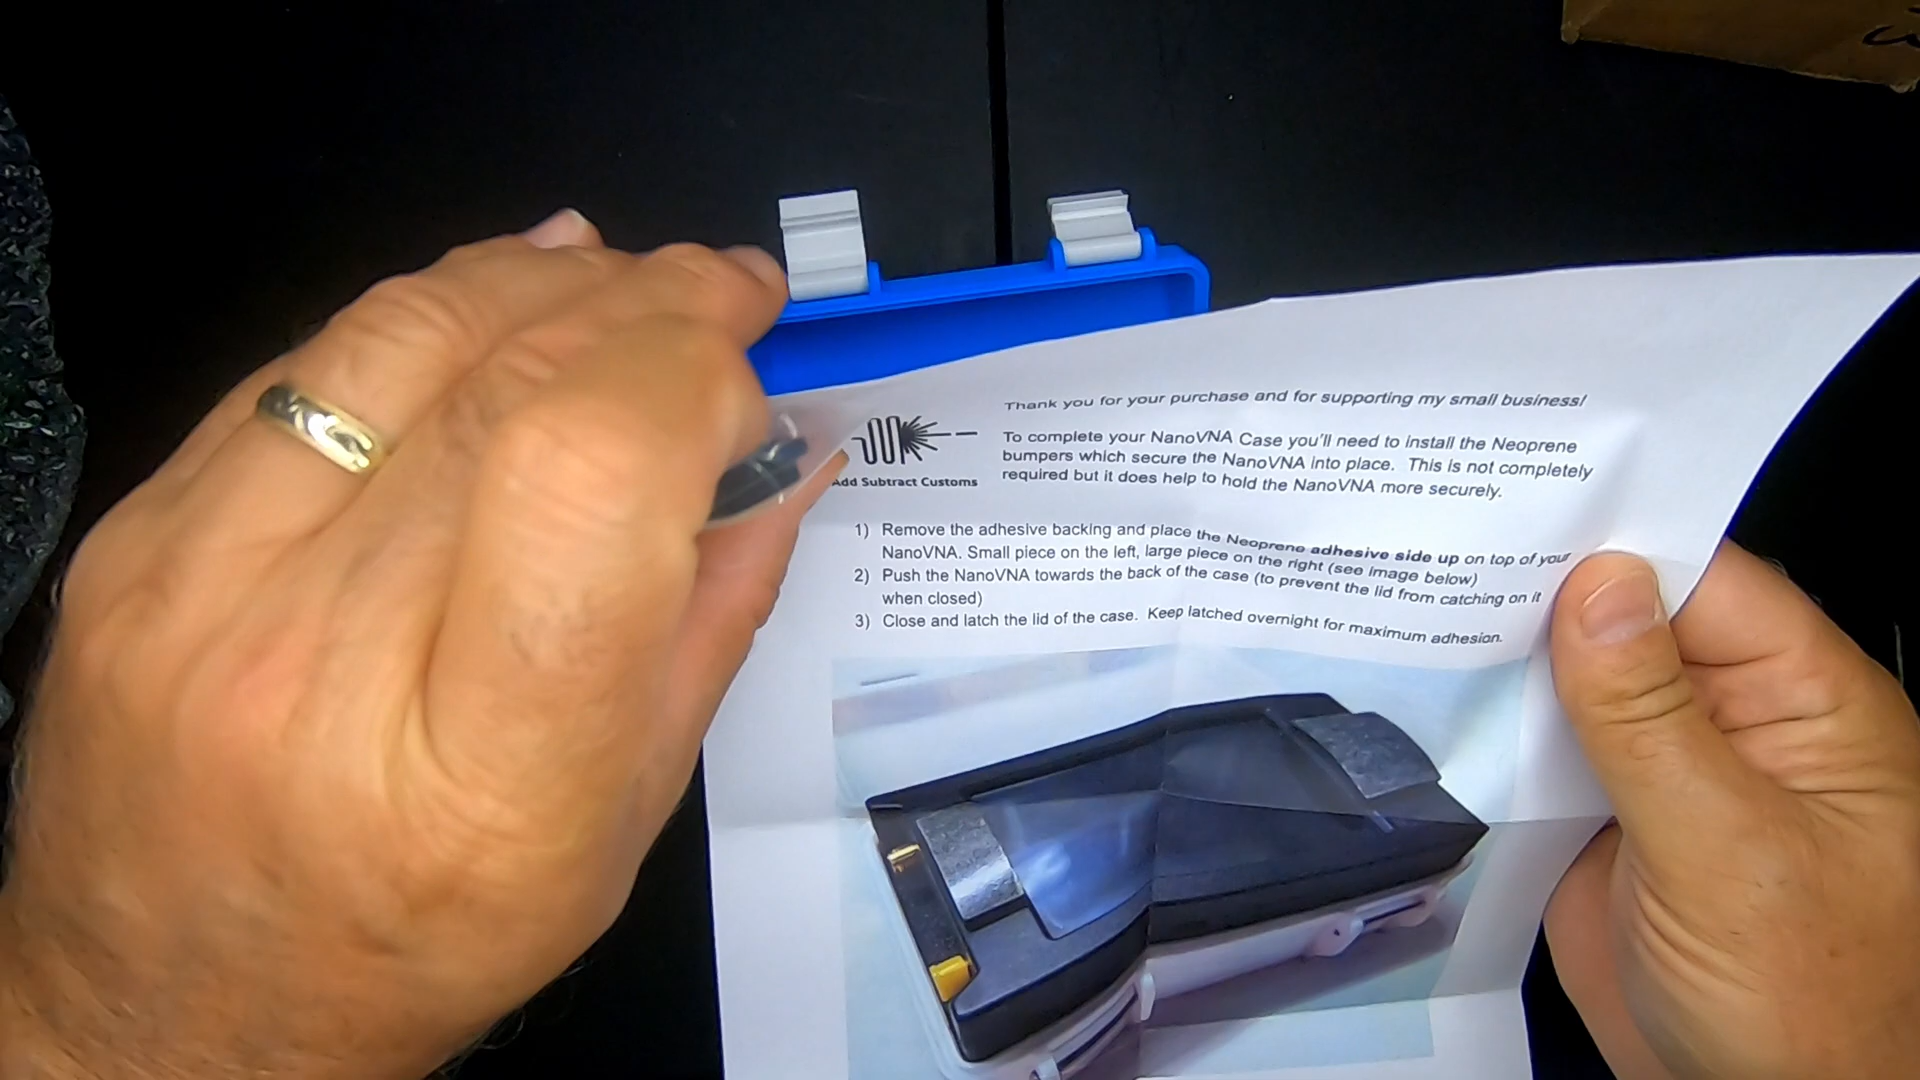 Thank you for your purchase and for supporting my small business!
To complete your NanoVNA Case you'll need to install the Neoprene
bumpers which secure the NanoVNA into place. This is not completely
required but it does help to hold the NanoVNA more securely.
Add Subtract Customs
1) Remove the adhesive backing and place the Neoprene adhesive side up on top of your
NanoVNA. Small piece on the left, large piece on the right (see image below)
2) Push the NanoVNA towards the back of the case (to prevent the lid from catching on it
when closed)
3) Close and latch the lid of the case. Keep latched overnight for maximum adhesion.